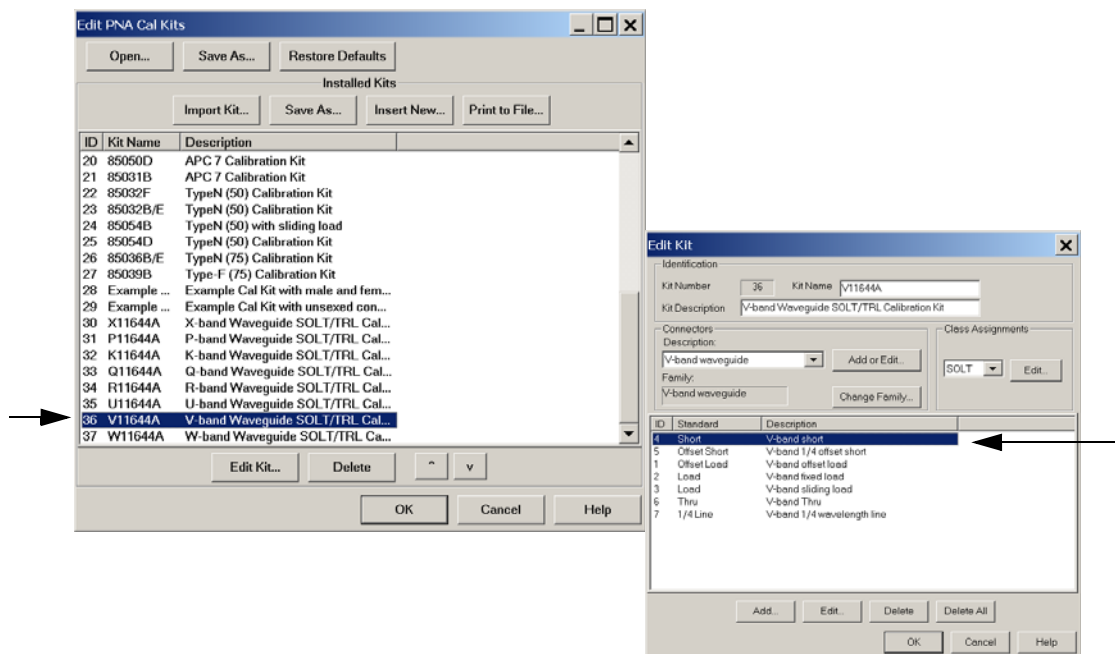 Edit PNA Cal Kits
Open... Save As... Restore Defaults
Installed Kits
Import Kit... Save As... Insert New... Print to File...
ID Kit Name Description
20 85050D APC 7 Calibration Kit
21 85031B APC 7 Calibration Kit
22 85032F TypeN (50) Calibration Kit
23 85032B/E TypeN (50) Calibration Kit
24 85054B TypeN (50) with sliding load
25 85054D TypeN (50) Calibration Kit
26 85036B/E TypeN (75) Calibration Kit
27 85039B Type-F (75) Calibration Kit
28 Example ... Example Cal Kit with male and fem...
29 Example ... Example Cal Kit with unsexed con...
30 X11644A X-band Waveguide SOLT/TRL Cal...
31 P11644A P-band Waveguide SOLT/TRL Cal...
32 K11644A K-band Waveguide SOLT/TRL Cal...
33 Q11644A Q-band Waveguide SOLT/TRL Cal...
34 R11644A R-band Waveguide SOLT/TRL Cal...
35 U11644A U-band Waveguide SOLT/TRL Cal...
36 V11644A V-band Waveguide SOLT/TRL Cal...
37 W11644A W-band Waveguide SOLT/TRL Ca...
Edit Kit... Delete ^ v
OK Cancel Help
Edit Kit
Identification
Kit Number 36 Kit Name V11644A
Kit Description V-band Waveguide SOLT/TRL Calibration Kit
Connectors
Description:
V-band waveguide Add or Edit...
Family:
V-band waveguide Change Family...
Class Assignments
SOLT Edit...
ID Standard Description
4 Short V-band short
5 Offset Short V-band 1/4 offset short
1 Offset Load V-band offset load
2 Load V-band fixed load
3 Load V-band sliding load
6 Thru V-band Thru
7 1/4 Line V-band 1/4 wavelength line
Add... Edit... Delete Delete All
OK Cancel Help